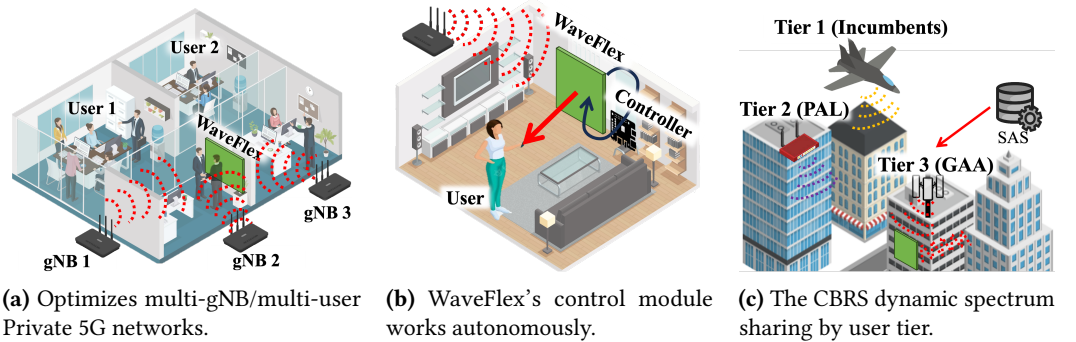 User 2
User 1
WaveFlex
gNB 3
gNB 1
gNB 2
(a) Optimizes multi-gNB/multi-user
Private 5G networks.
WaveFlex
Controller
User
(b) WaveFlex's control module
works autonomously.
Tier 1 (Incumbents)
Tier 2 (PAL)
SAS
Tier 3 (GAA)
(c) The CBRS dynamic spectrum
sharing by user tier.